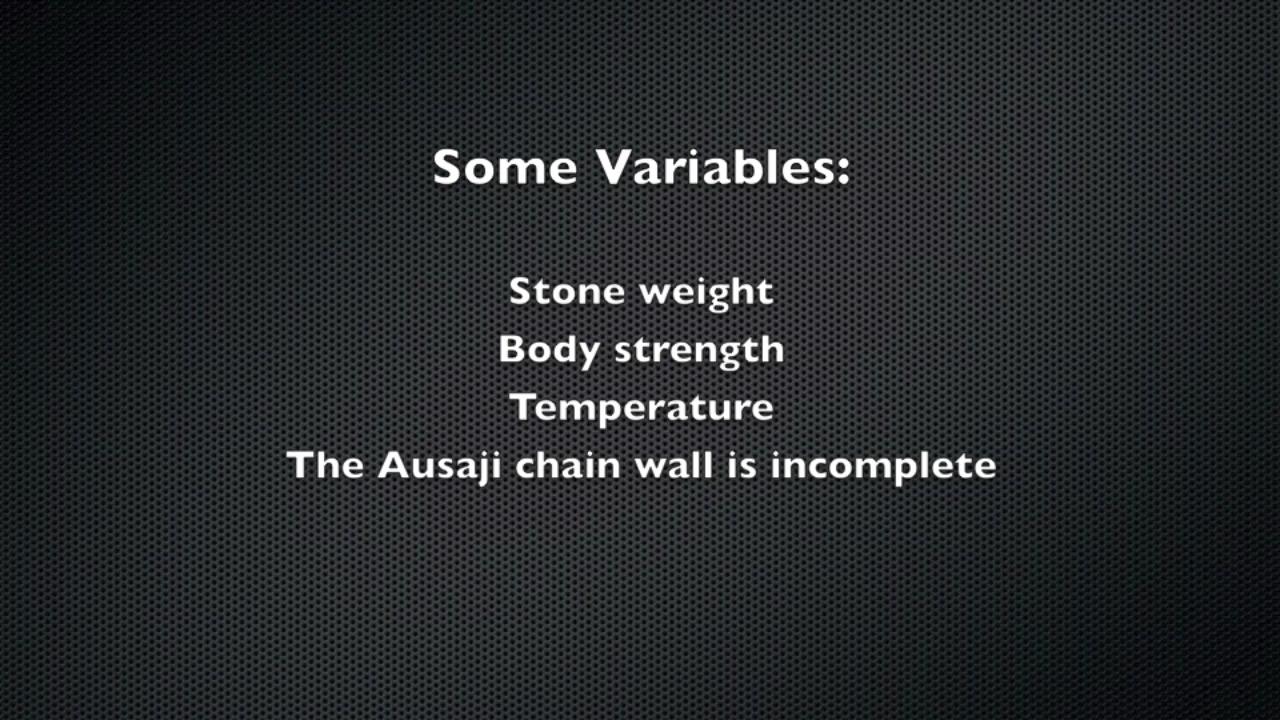 Some Variables:
Stone weight
Body strength
Temperature
The Ausaji chain wall is incomplete